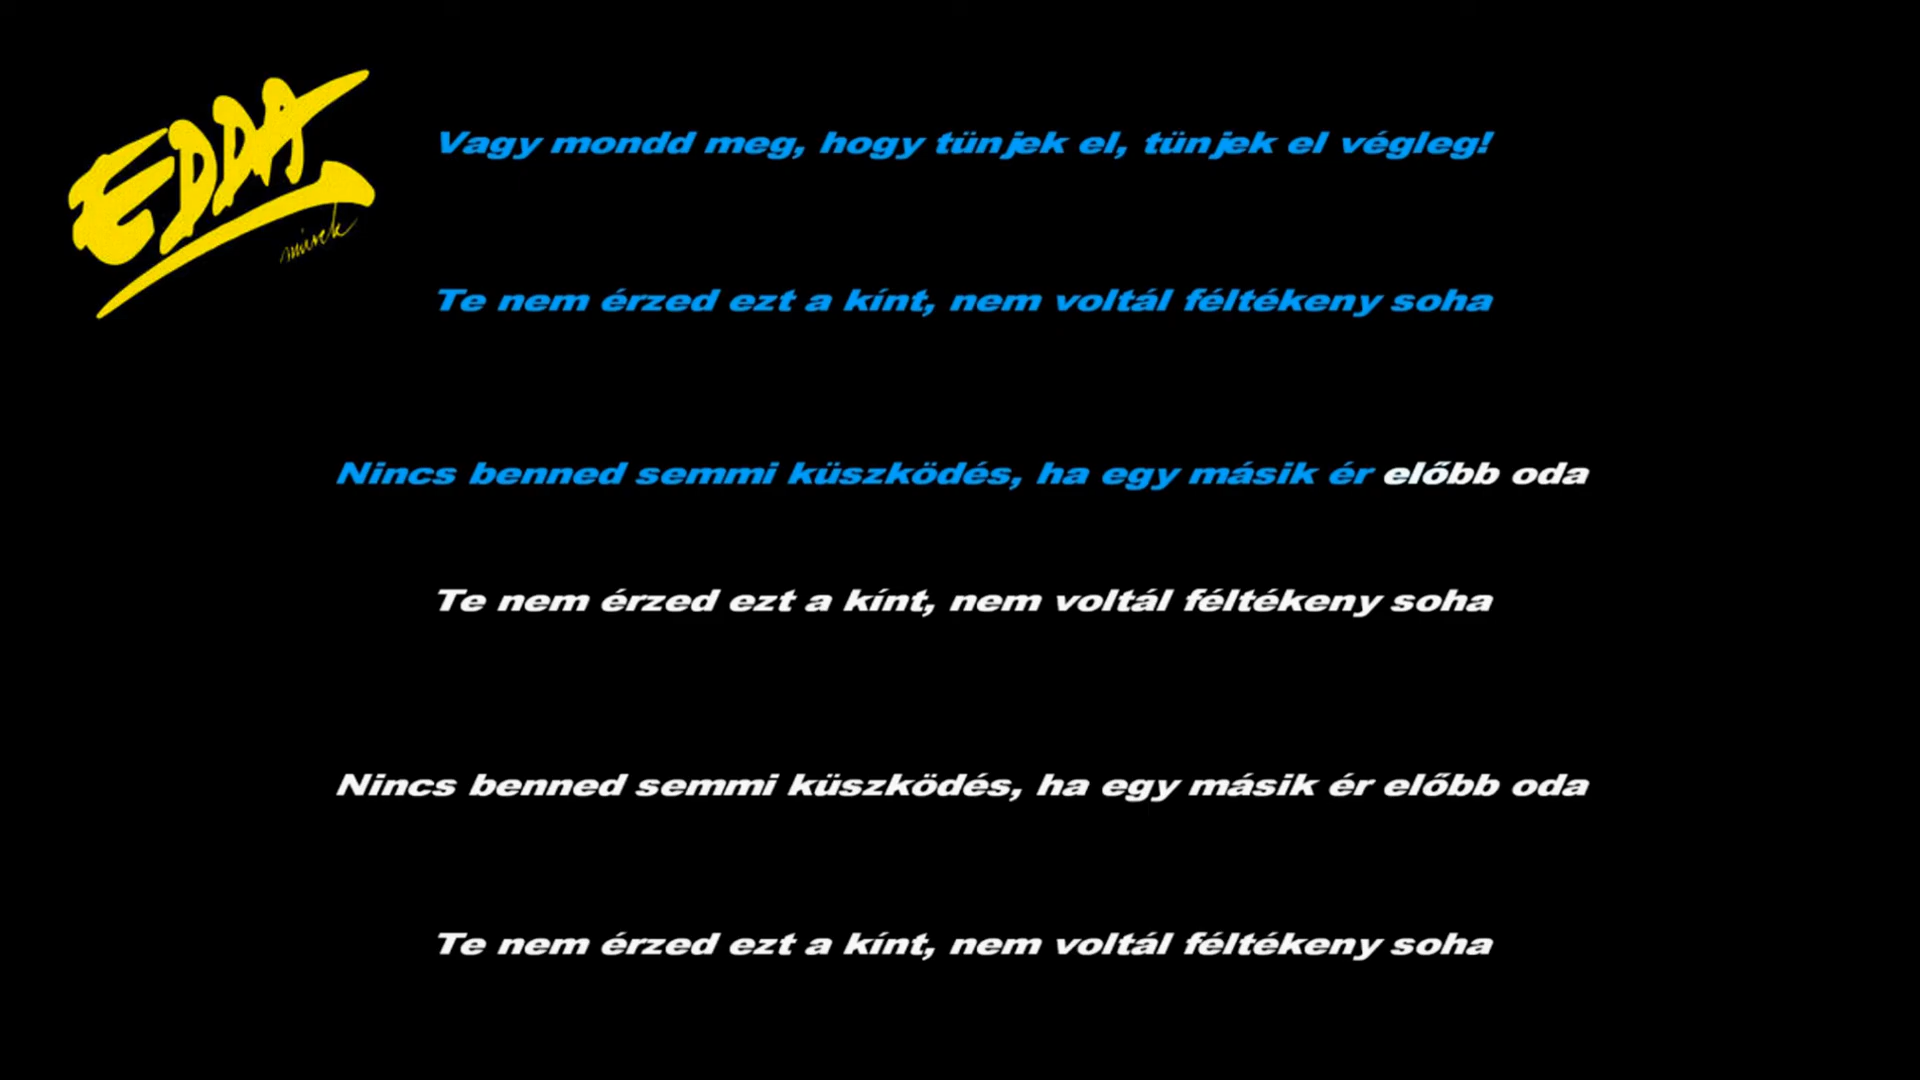 EDDA
művek
Vagy mondd meg, hogy tünjek el, tünjek el végleg!
Te nem érzed ezt a kínt, nem voltál féltékeny soha
Nincs benned semmi küszködés, ha egy másik ér előbb oda
Te nem érzed ezt a kínt, nem voltál féltékeny soha
Nincs benned semmi küszködés, ha egy másik ér előbb oda
Te nem érzed ezt a kínt, nem voltál féltékeny soha